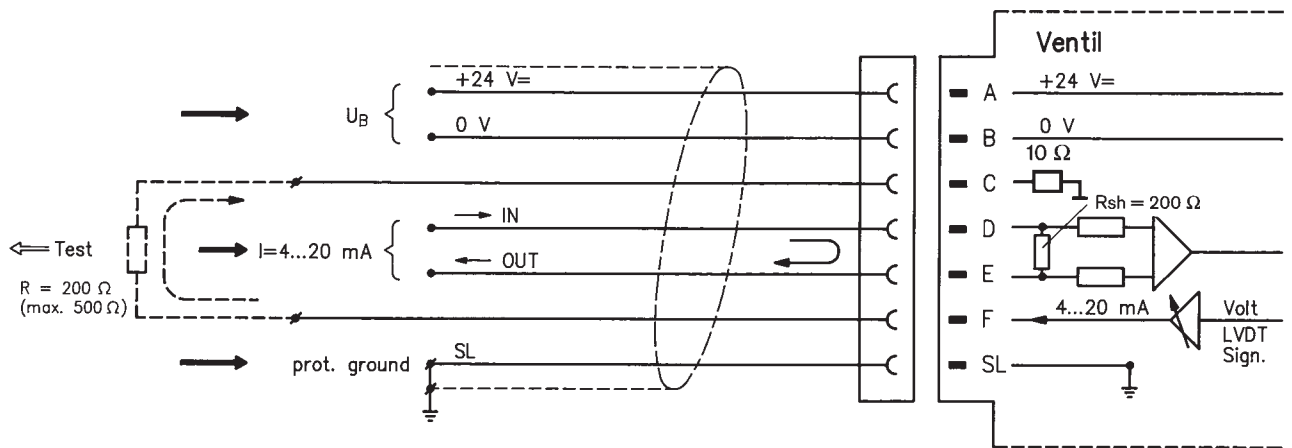 Ventil
+24 V=
A
+24 V=
U_B
0 V
B
0 V
10 Ω
C
Rsh = 200 Ω
IN
D
Test
I=4...20 mA
OUT
E
R = 200 Ω
(max. 500 Ω)
F
4...20 mA
Volt
LVDT
Sign.
prot. ground
SL
SL